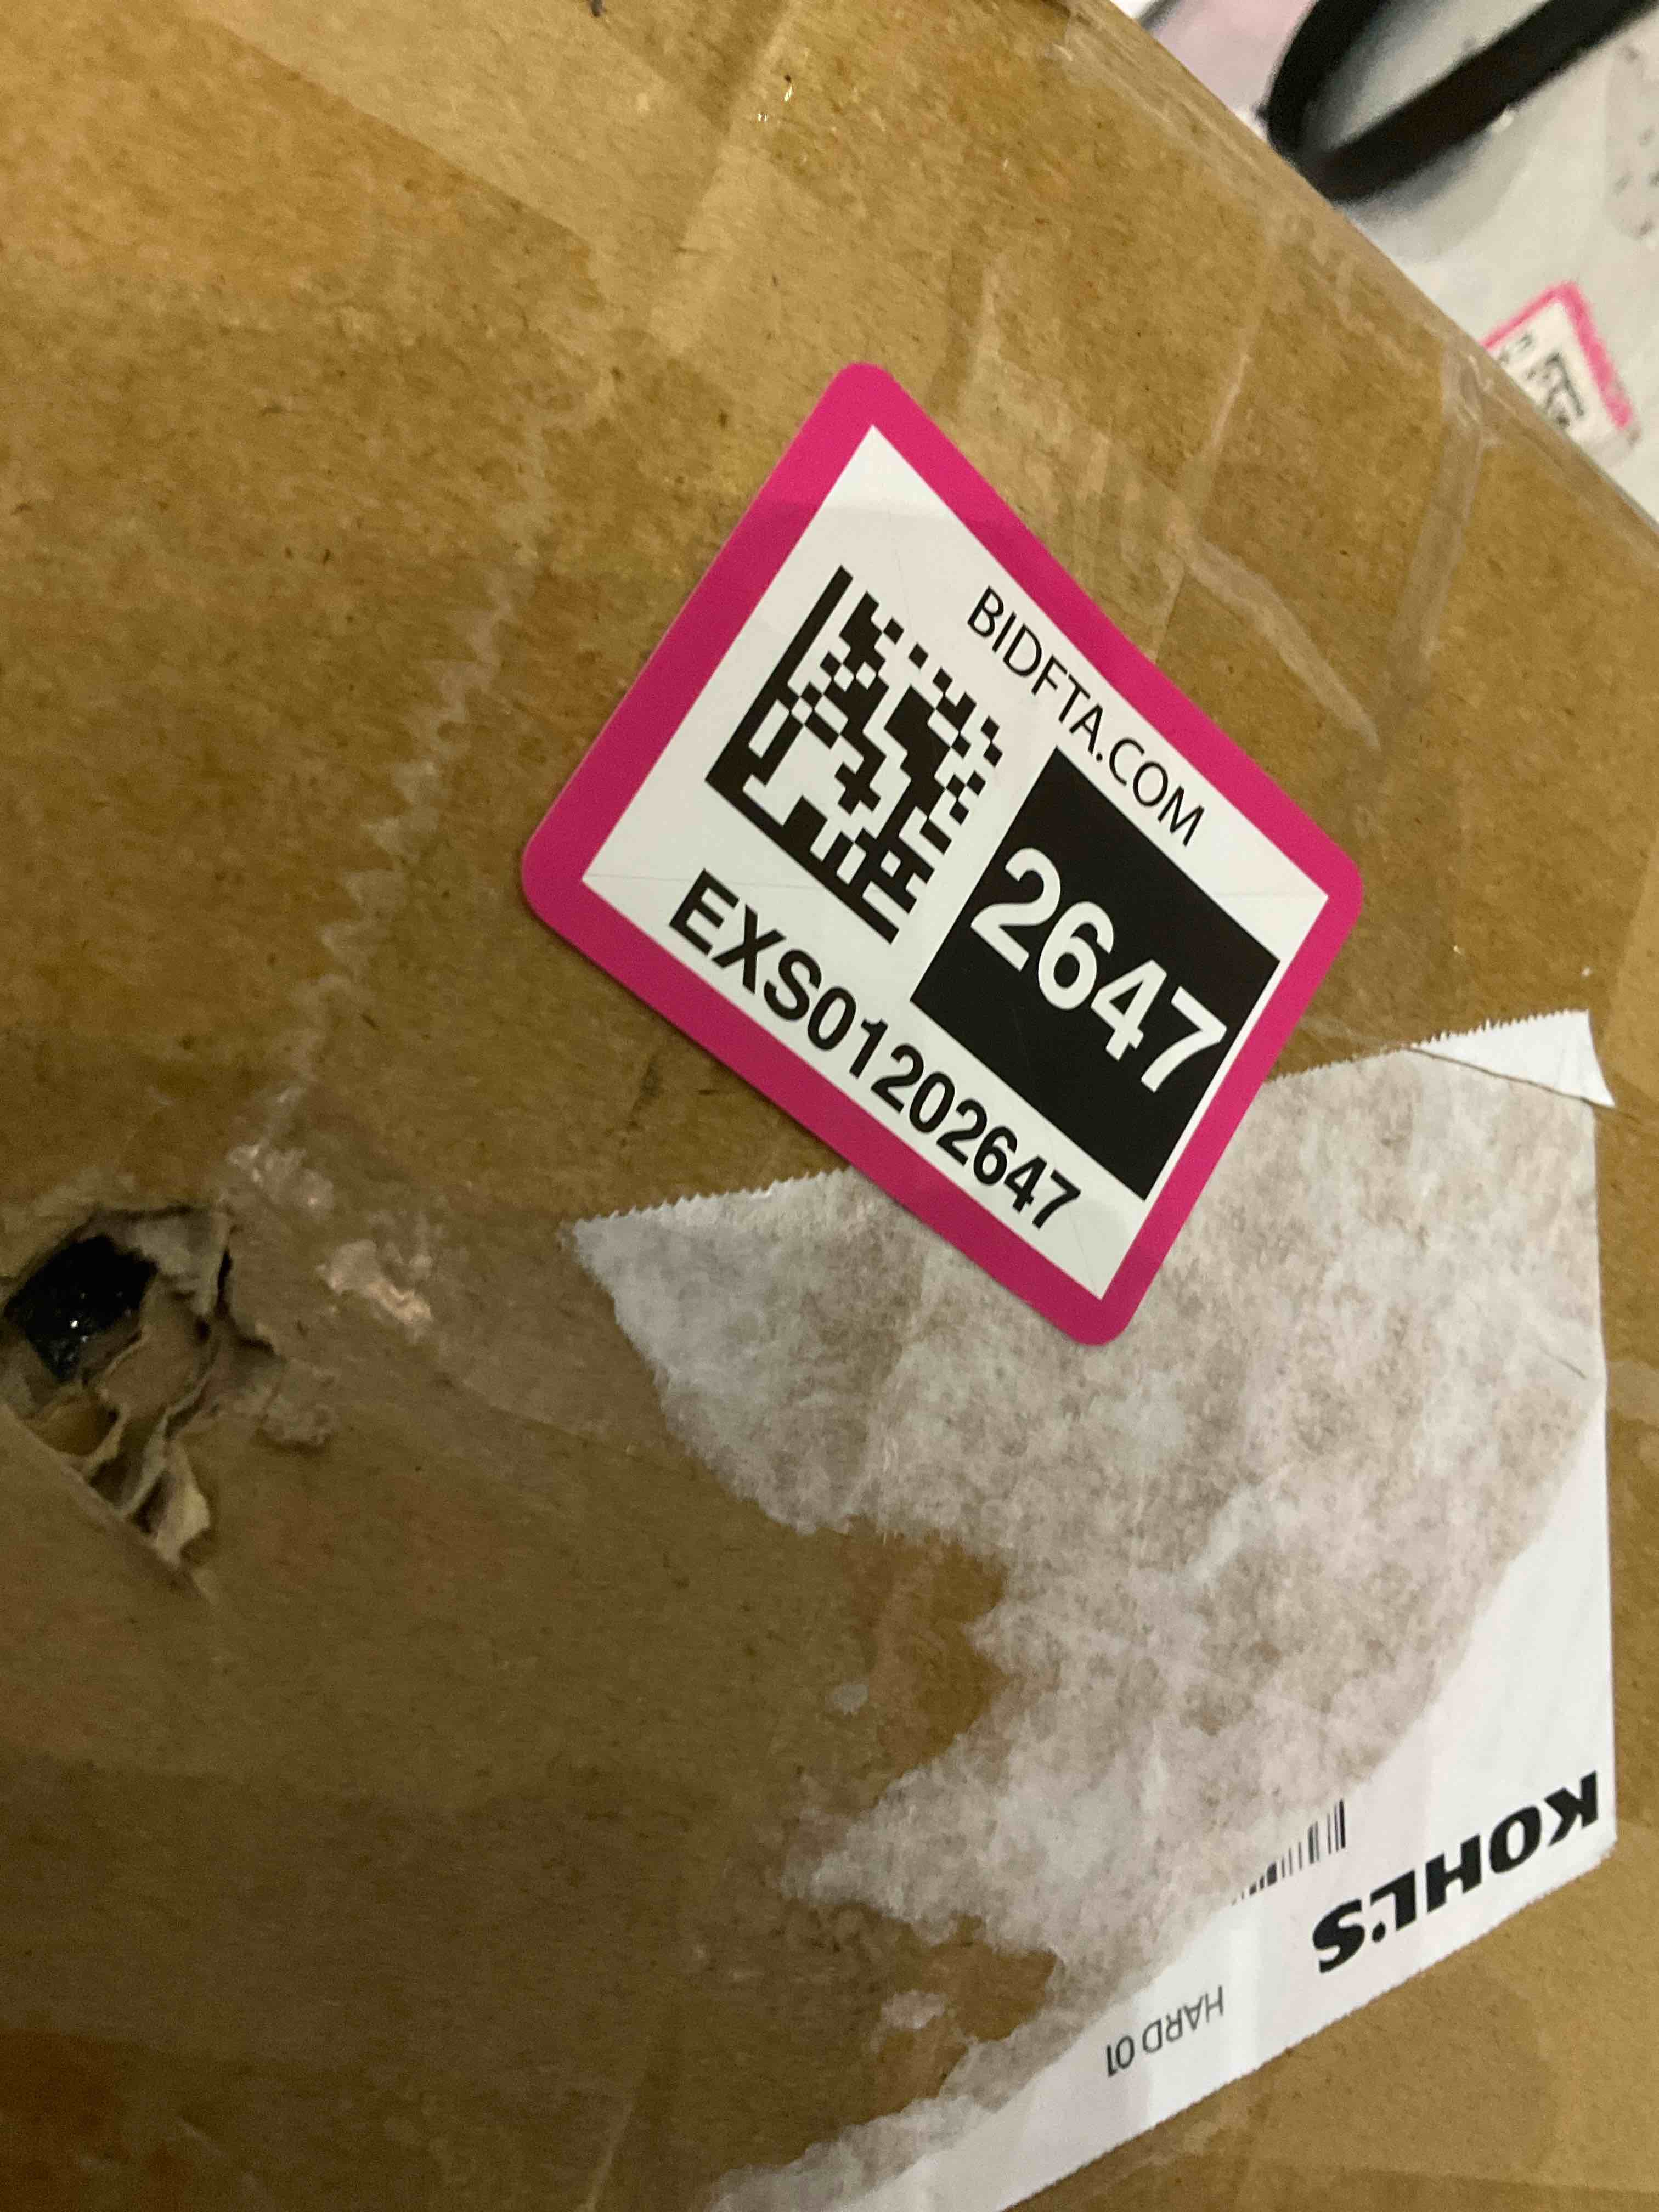 BIDFTA.COM
2647
EXS01202647
KOHL'S
HARD 01